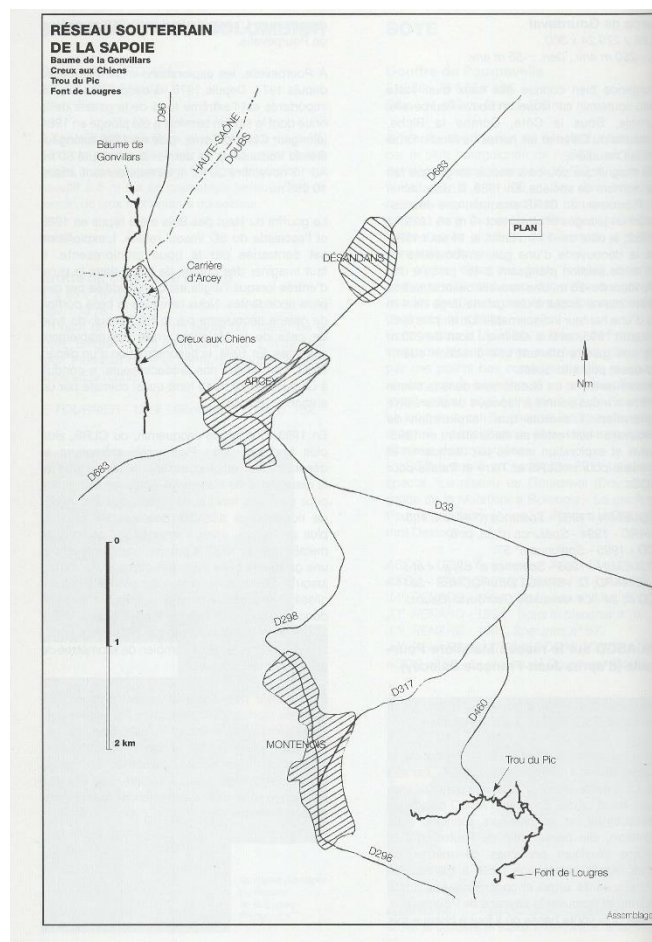 RÉSEAU SOUTERRAIN
DE LA SAPOIE
Baume de la Gonvillars
Creux aux Chiens
Trou du Pic
Font de Lougres
D96
HAUTE-SAÔNE
DOUBS
Baume de
Gonvillars
D683
PLAN
DÉSANDANS
Carrière
d'Arcey
Creux aux Chiens
Nm
ARCEY
D683
D33
0
1
2 km
D298
D317
D460
MONTENOIS
Trou du Pic
D298
Font de Lougres
Assemblage